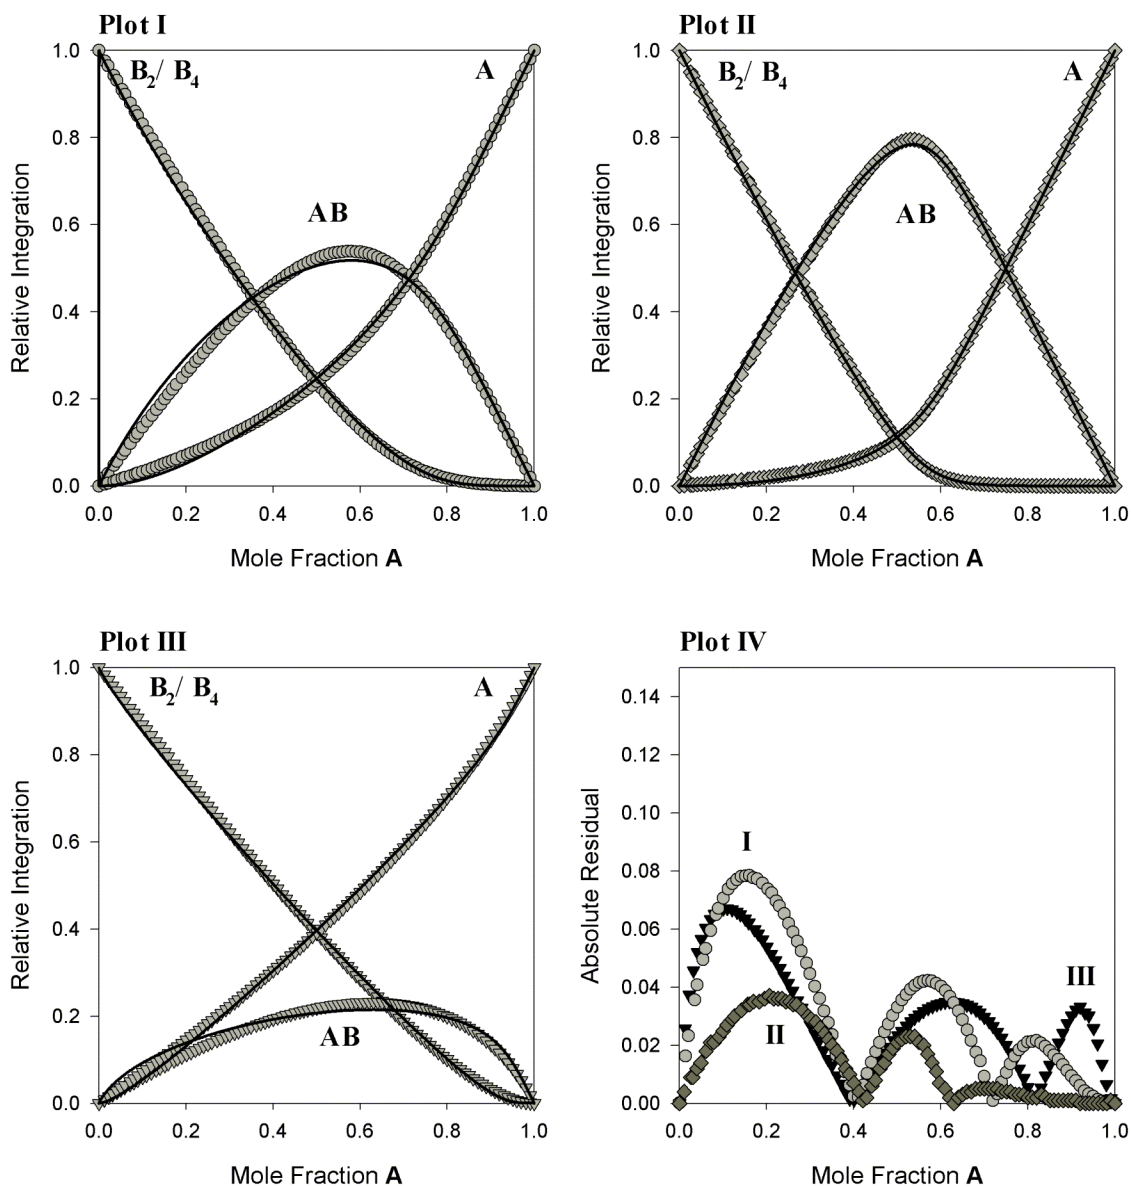 Plot I
1.0
0.8
0.6
0.4
0.2
0.0
Relative Integration
B2/ B4
A
AB
0.0 0.2 0.4 0.6 0.8 1.0
Mole Fraction A
Plot II
1.0
0.8
0.6
0.4
0.2
0.0
Relative Integration
B2/ B4
A
AB
0.0 0.2 0.4 0.6 0.8 1.0
Mole Fraction A
Plot III
1.0
0.8
0.6
0.4
0.2
0.0
Relative Integration
B2/ B4
A
AB
0.0 0.2 0.4 0.6 0.8 1.0
Mole Fraction A
Plot IV
0.14
0.12
0.10
0.08
0.06
0.04
0.02
0.00
Absolute Residual
I
III
II
0.0 0.2 0.4 0.6 0.8 1.0
Mole Fraction A